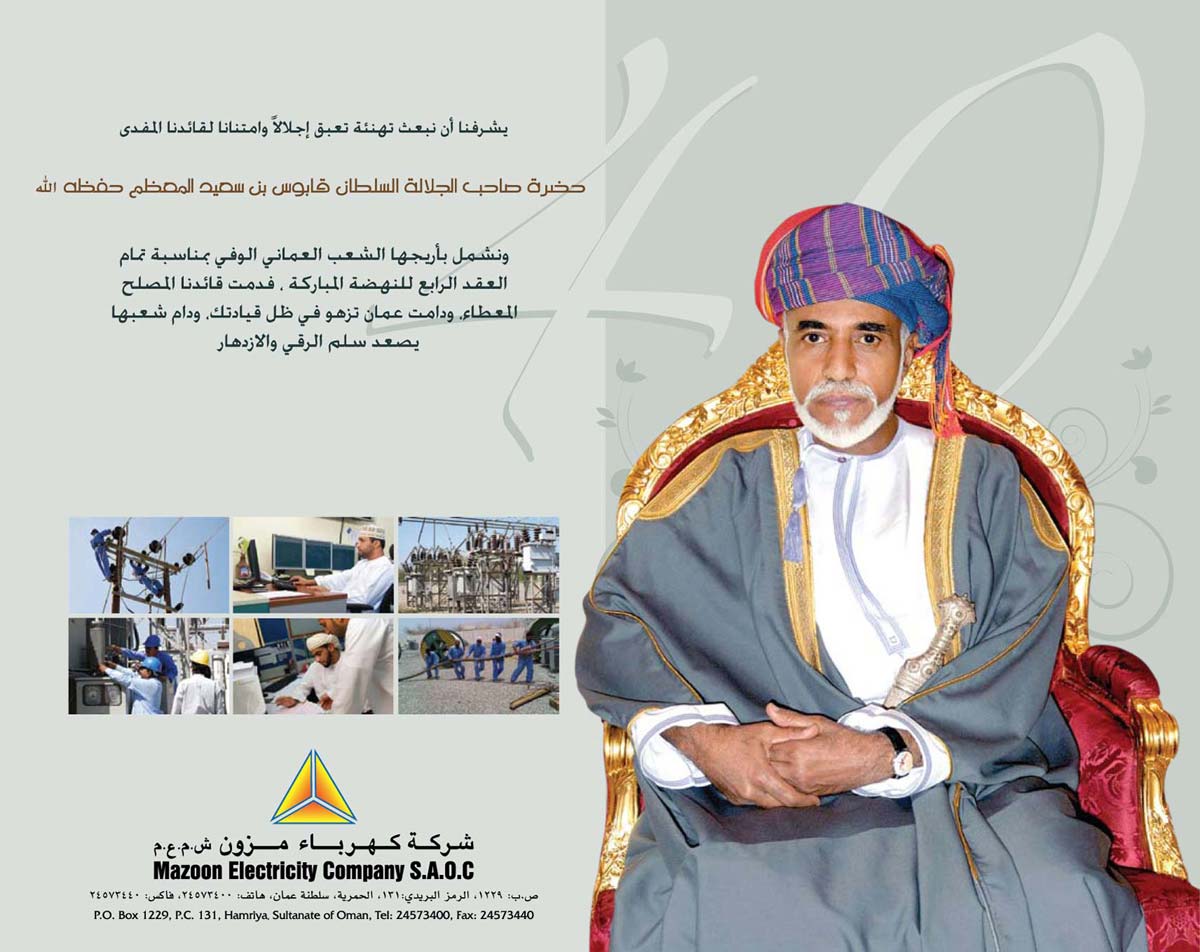 40
يشرفنا أن نبعث تهنئة تعبق إجلالاً وامتنانا لقائدنا المفدى
حضرة صاحب الجلالة السلطان قابوس بن سعيد المعظم حفظه الله
ونشمل بأريجها الشعب العماني الوفي بمناسبة تمام
العقد الرابع للنهضة المباركة ، فدمت قائدنا المصلح
المعطاء، ودامت عمان تزهو في ظل قيادتك، ودام شعبها
يصعد سلم الرقي والازدهار
شركة كهرباء مزون ش.م.ع.م
Mazoon Electricity Company S.A.O.C
ص.ب: ١٢٢٩، الرمز البريدي:١٣١، الحمرية، سلطنة عمان، هاتف: ٢٤٥٧٣٤٠٠، فاكس: ٢٤٥٧٣٤٤٠
P.O. Box 1229, P.C. 131, Hamriya, Sultanate of Oman, Tel: 24573400, Fax: 24573440